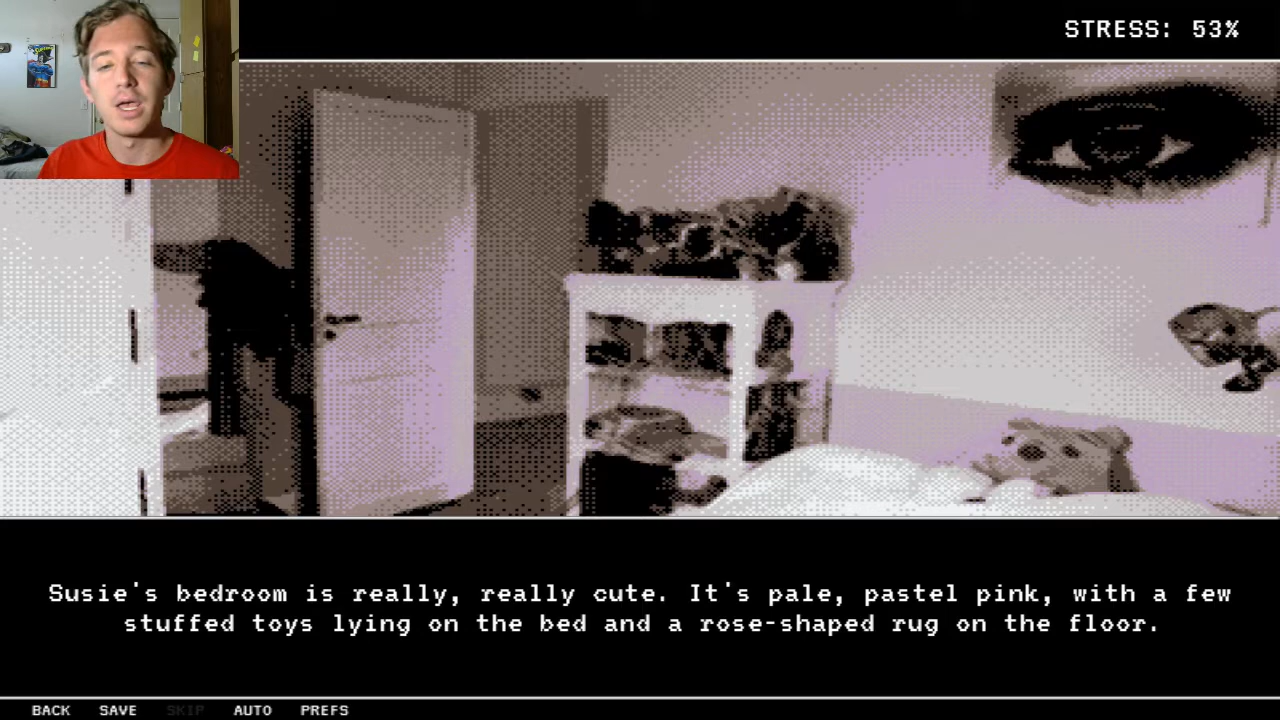 STRESS: 53%
Susie's bedroom is really, really cute. It's pale, pastel pink, with a few
stuffed toys lying on the bed and a rose-shaped rug on the floor.
BACK SAVE SKIP AUTO PREFS